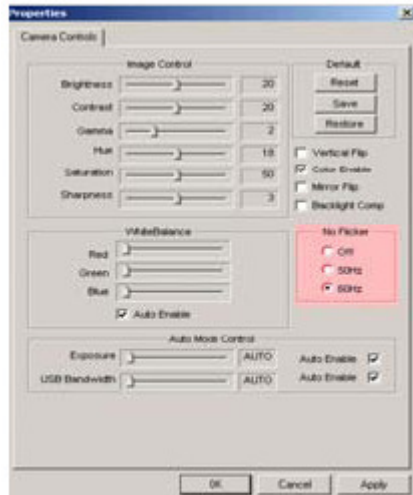 Properties
Camera Controls
Image Control
Brightness 20
Contrast 20
Gamma 2
Hue 18
Saturation 50
Sharpness 3
Default
Reset
Save
Restore
Vertical Flip
Color Enable
Mirror Flip
Backlight Comp
WhiteBalance
Red
Green
Blue
Auto Enable
No Flicker
Off
50Hz
60Hz
Auto Mode Control
Exposure AUTO Auto Enable
USB Bandwidth AUTO Auto Enable
OK Cancel Apply